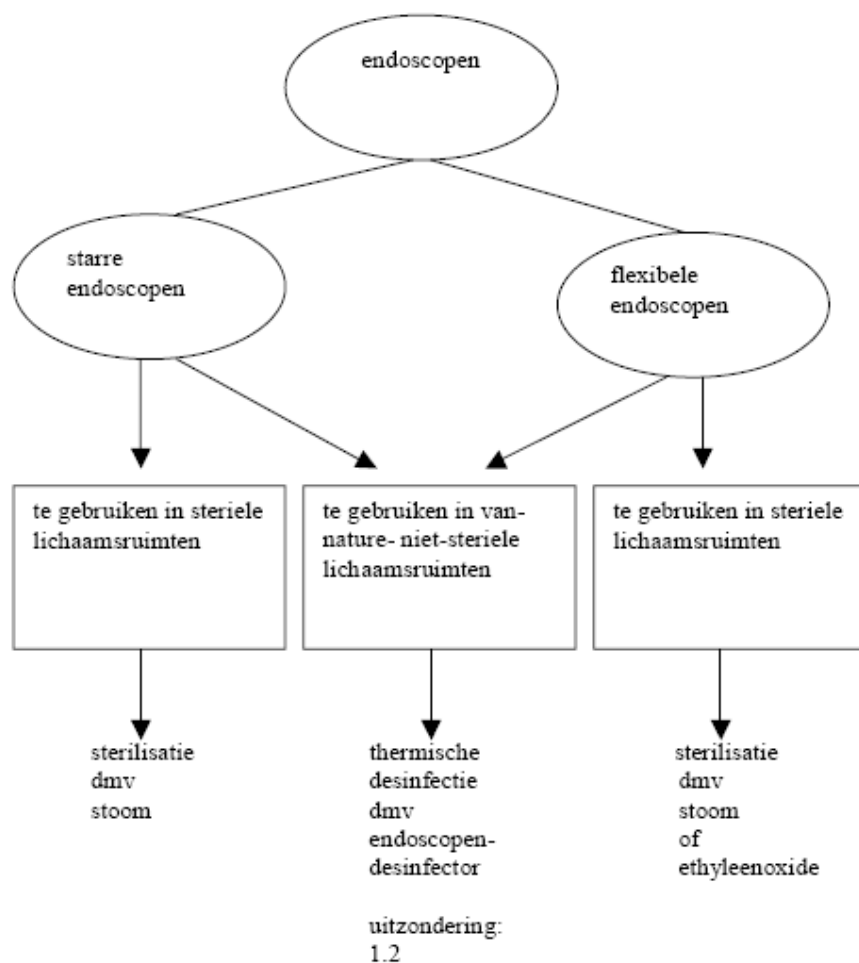 endoscopen
starre
endoscopen
flexibele
endoscopen
te gebruiken in steriele
lichaamsruimten
te gebruiken in van-
nature- niet-steriele
lichaamsruimten
te gebruiken in steriele
lichaamsruimten
sterilisatie
dmv
stoom
thermische
desinfectie
dmv
endoscopen-
desinfector
uitzondering:
1.2
sterilisatie
dmv
stoom
of
ethyleenoxide